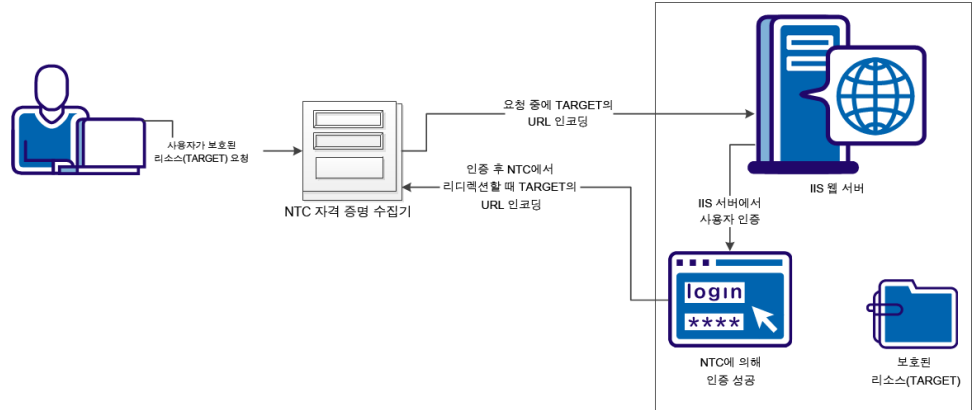 사용자가 보호된
리소스(TARGET) 요청
NTC 자격 증명 수집기
요청 중에 TARGET의
URL 인코딩
인증 후 NTC에서
리디렉션할 때 TARGET의
URL 인코딩
IIS 웹 서버
IIS 서버에서
사용자 인증
login
****
NTC에 의해
인증 성공
보호된
리소스(TARGET)